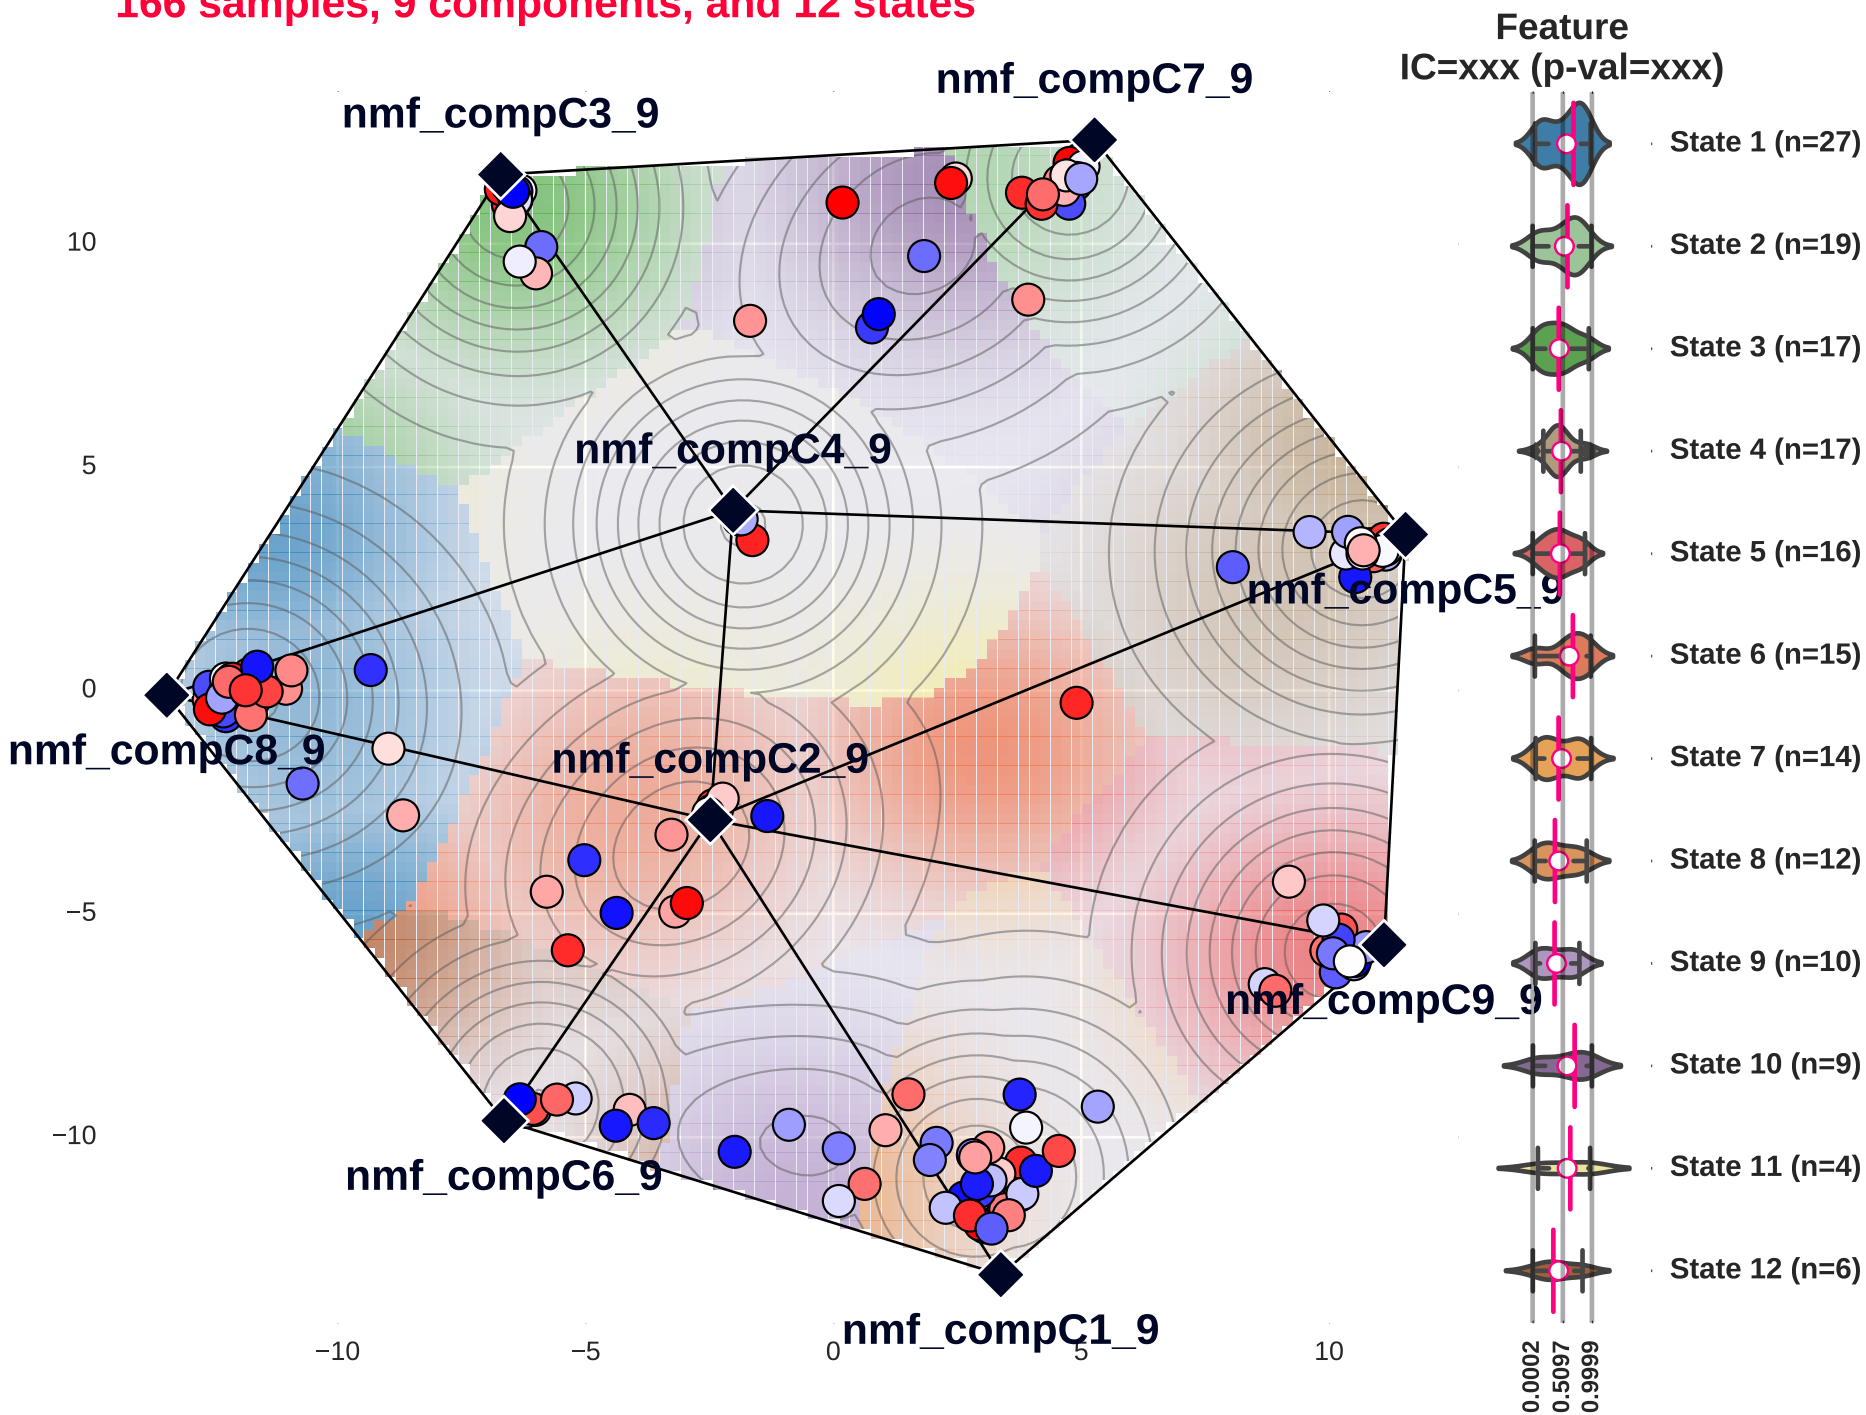 166 samples, 9 components, and 12 states
Feature
IC=xxx (p-val=xxx)
nmf_compC7_9
nmf_compC3_9
State 1 (n=27)
10
State 2 (n=19)
State 3 (n=17)
nmf_compC4_9
State 4 (n=17)
5
State 5 (n=16)
nmf_compC5_9
State 6 (n=15)
0
nmf_compC8_9
nmf_compC2_9
State 7 (n=14)
State 8 (n=12)
−5
State 9 (n=10)
nmf_compC9_9
State 10 (n=9)
−10
nmf_compC6_9
State 11 (n=4)
State 12 (n=6)
nmf_compC1_9
−10 −5 0 5 10
0.0002
0.5097
0.9999